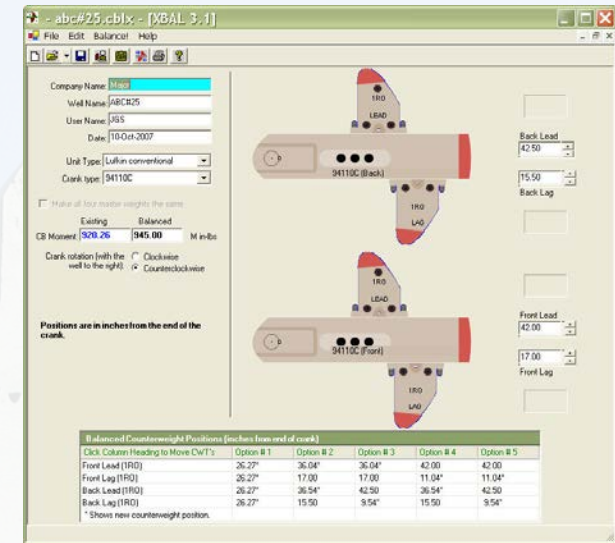 - abc#25.cblx - [XBAL 3.1]
File Edit Balance! Help
Company Name: Major
Well Name: ABC#25
User Name: JGS
Date: 10-Oct-2007
Unit Type: Lufkin conventional
Crank type: 94110C
Make all four master weights the same
Existing Balanced
CB Moment: 920.26 945.00 M in-lbs
Crank rotation (with the well to the right): Clockwise
Counterclockwise
Positions are in inches from the end of the
crank.
1RO
LEAD
94110C (Back)
1RO
LAG
Back Lead
42.50
15.50
Back Lag
1RO
LEAD
94110C (Front)
1RO
LAG
Front Lead
42.00
17.00
Front Lag
Balanced Counterweight Positions (inches from end of crank)
Click Column Heading to Move CWT's Option # 1 Option # 2 Option # 3 Option # 4 Option # 5
Front Lead (1RO) 26.27* 36.04* 36.04* 42.00 42.00
Front Lag (1RO) 26.27* 17.00 17.00 11.04* 11.04*
Back Lead (1RO) 26.27* 36.54* 42.50 36.54* 42.50
Back Lag (1RO) 26.27* 15.50 9.54* 15.50 9.54*
* Shows new counterweight position.